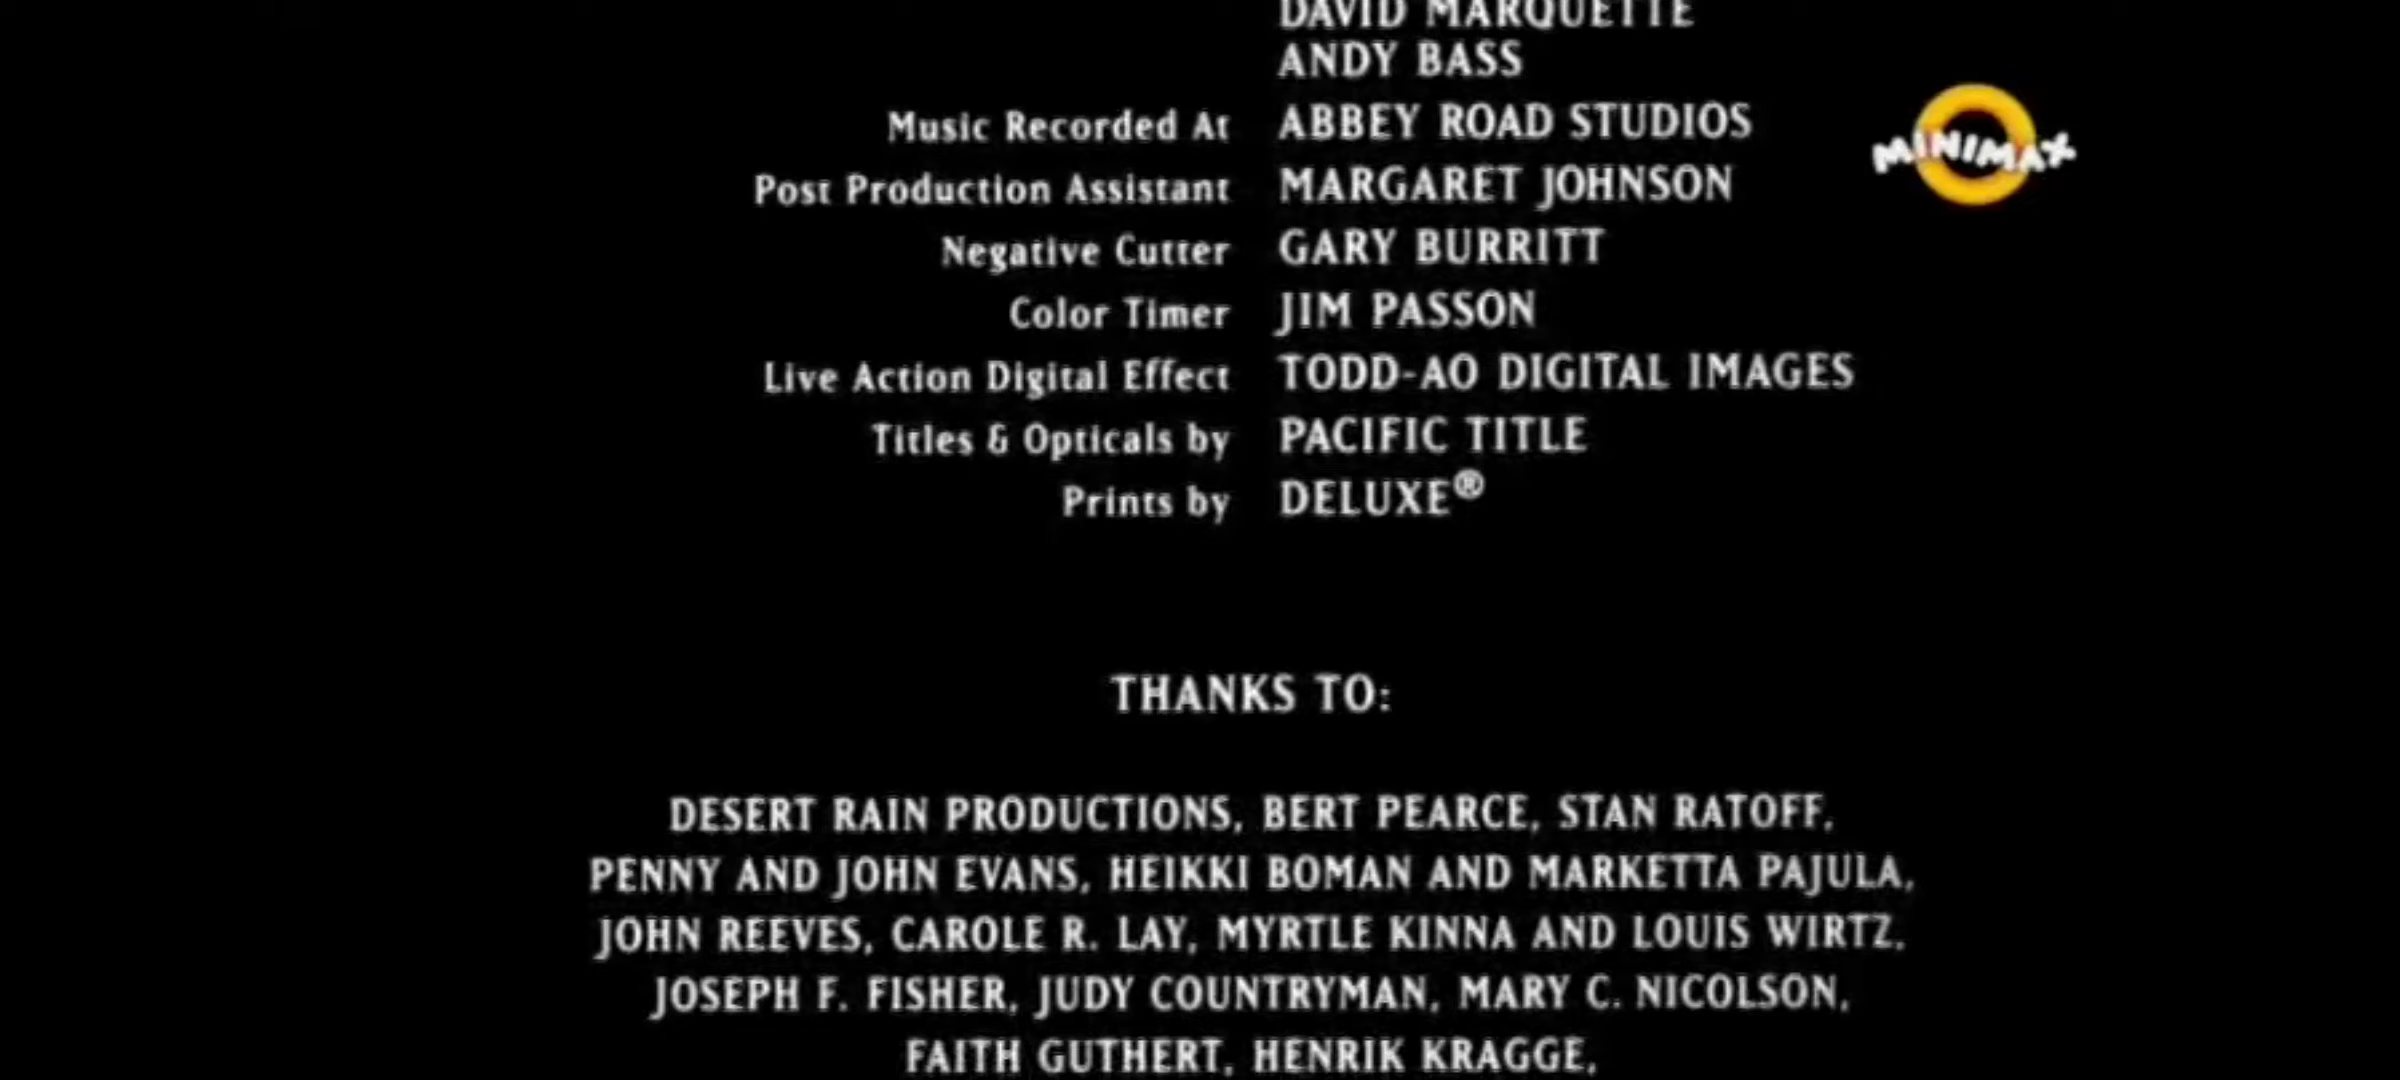 DAVID MARQUETTE
ANDY BASS
Music Recorded At ABBEY ROAD STUDIOS
MINIMAX
Post Production Assistant MARGARET JOHNSON
Negative Cutter GARY BURRITT
Color Timer JIM PASSON
Live Action Digital Effect TODD-AO DIGITAL IMAGES
Titles & Opticals by PACIFIC TITLE
Prints by DELUXE®
THANKS TO:
DESERT RAIN PRODUCTIONS, BERT PEARCE, STAN RATOFF,
PENNY AND JOHN EVANS, HEIKKI BOMAN AND MARKETTA PAJULA,
JOHN REEVES, CAROLE R. LAY, MYRTLE KINNA AND LOUIS WIRTZ,
JOSEPH F. FISHER, JUDY COUNTRYMAN, MARY C. NICOLSON,
FAITH GUTHERT, HENRIK KRAGGE,